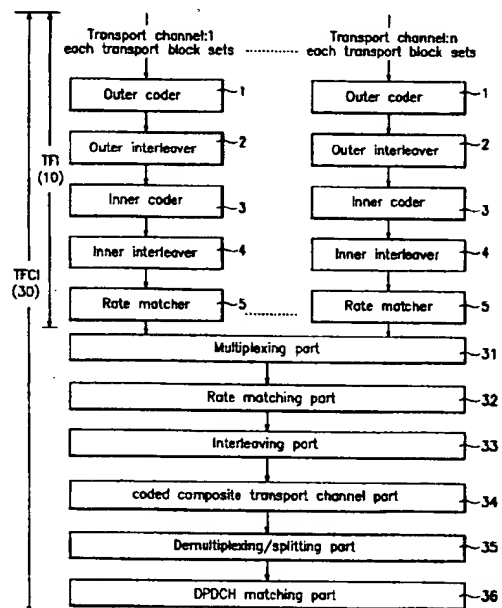 Transport channel:1 Transport channel:n
each transport block sets ............ each transport block sets
Outer coder 1 Outer coder 1
Outer interleaver 2 Outer interleaver 2
TFI
(10)
Inner coder 3 Inner coder 3
Inner interleaver 4 Inner interleaver 4
TFCI
(30)
Rate matcher 5 ............ Rate matcher 5
Multiplexing part 31
Rate matching part 32
Interleaving part 33
coded composite transport channel part 34
Demultiplexing/splitting part 35
DPDCH matching part 36